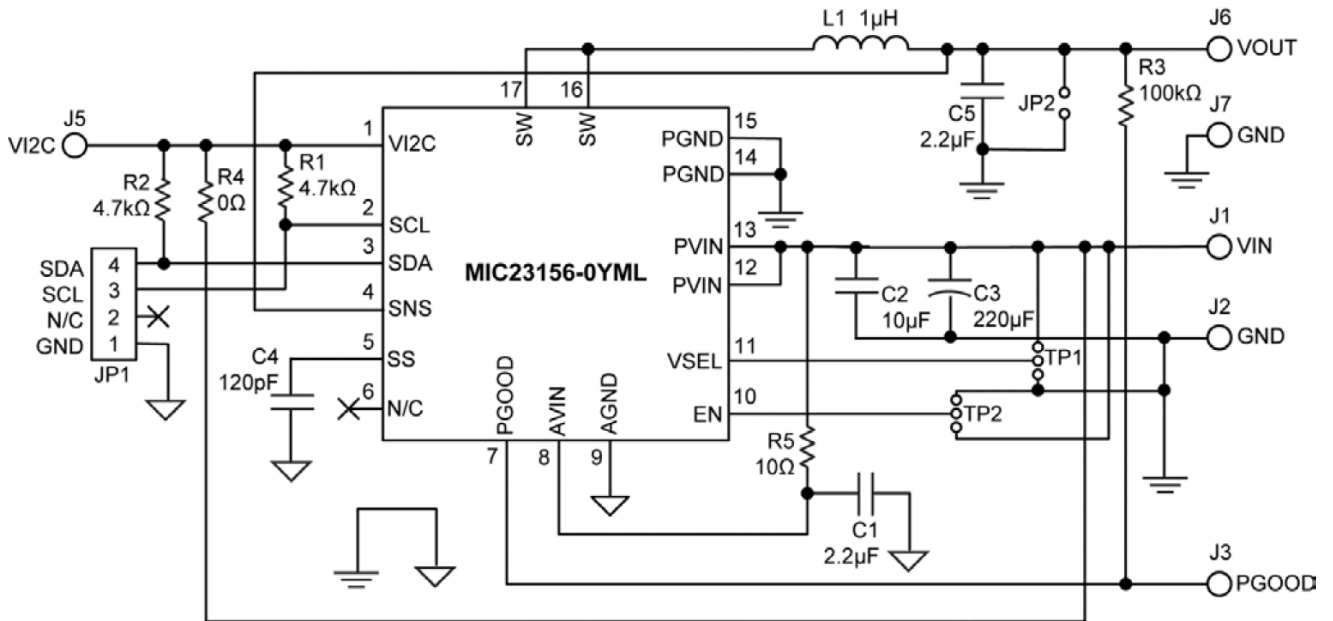 L1 1µH
J6
VOUT
R3
100kΩ
C5
2.2µF
JP2
J7
GND
J5
VI2C
17
16
SW
SW
1
VI2C
15
PGND
14
PGND
R2
4.7kΩ
R4
0Ω
R1
4.7kΩ
2
SCL
3
SDA
4
SNS
5
SS
6
N/C
MIC23156-0YML
13
PVIN
12
PVIN
J1
VIN
C2
10µF
C3
220µF
J2
GND
SDA
4
SCL
3
N/C
2
GND
1
JP1
C4
120pF
11
VSEL
TP1
10
EN
TP2
PGOOD
AVIN
AGND
7
8
9
R5
10Ω
C1
2.2µF
J3
PGOOD